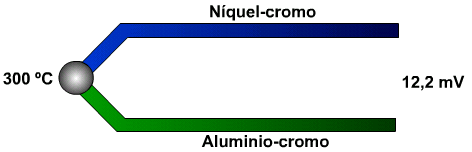 Níquel-cromo
300 ºC
12,2 mV
Aluminio-cromo